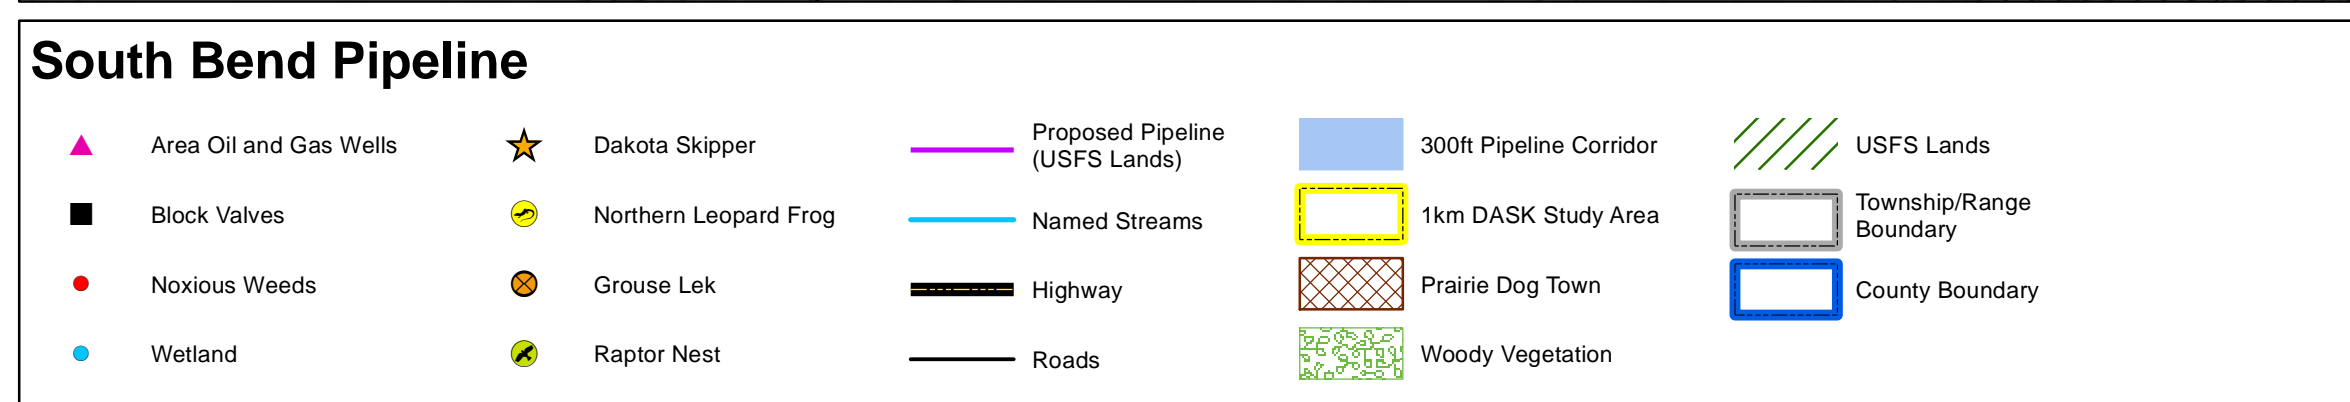 South Bend Pipeline
Area Oil and Gas Wells
Block Valves
Noxious Weeds
Wetland
Dakota Skipper
Northern Leopard Frog
Grouse Lek
Raptor Nest
Proposed Pipeline
(USFS Lands)
Named Streams
Highway
Roads
300ft Pipeline Corridor
1km DASK Study Area
Prairie Dog Town
Woody Vegetation
USFS Lands
Township/Range
Boundary
County Boundary